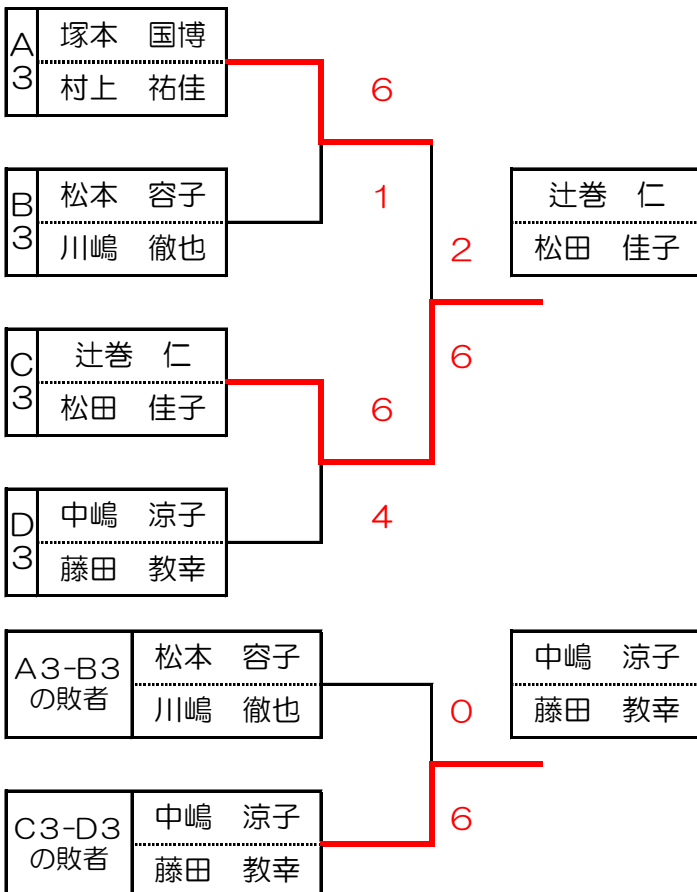 A3
塚本　国博
村上　祐佳
6
1
B3
松本　容子
川嶋　徹也
辻巻　仁
松田　佳子
2
6
C3
辻巻　仁
松田　佳子
6
4
D3
中嶋　涼子
藤田　教幸
A3-B3
の敗者
松本　容子
川嶋　徹也
0
中嶋　涼子
藤田　教幸
6
C3-D3
の敗者
中嶋　涼子
藤田　教幸